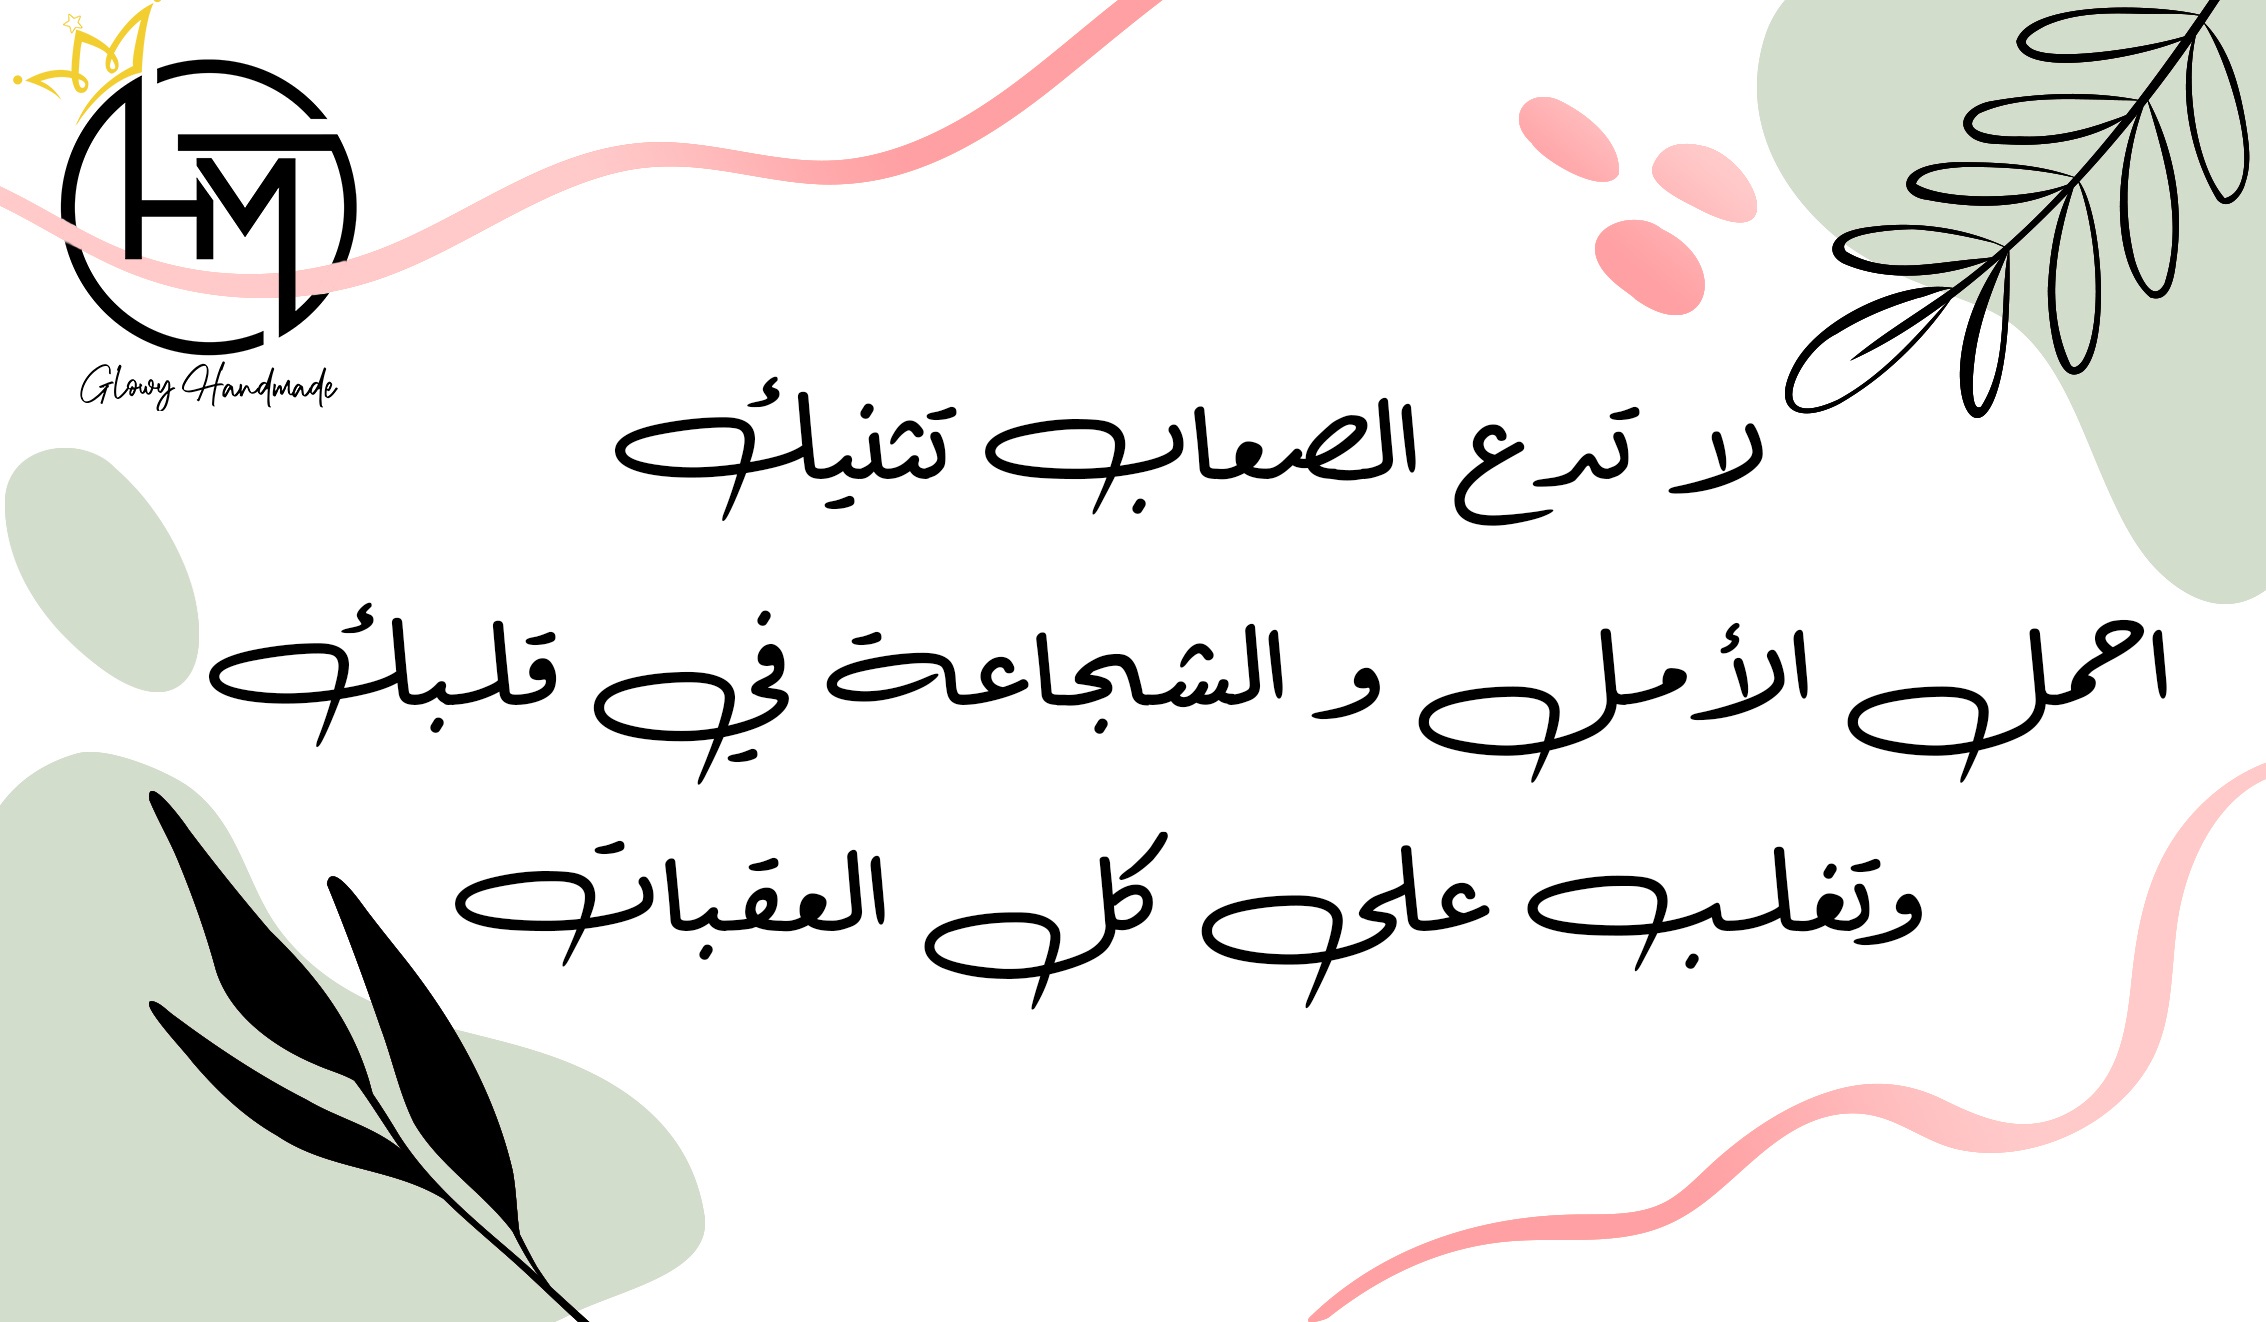 HM
Glowy Handmade
لا تدع الصعاب تثنيك
احمل الأمل و الشجاعة في قلبك
وتغلب على كل العقبات